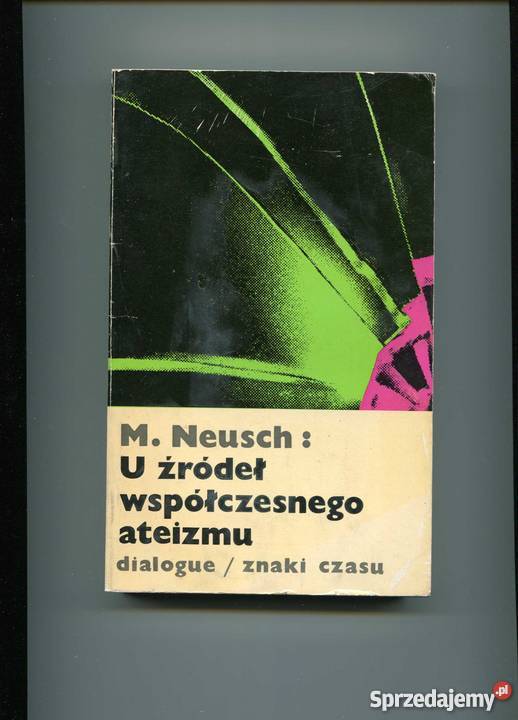 M. Neusch:
U źródeł
współczesnego
ateizmu
dialogue / znaki czasu
Sprzedajemy.pl